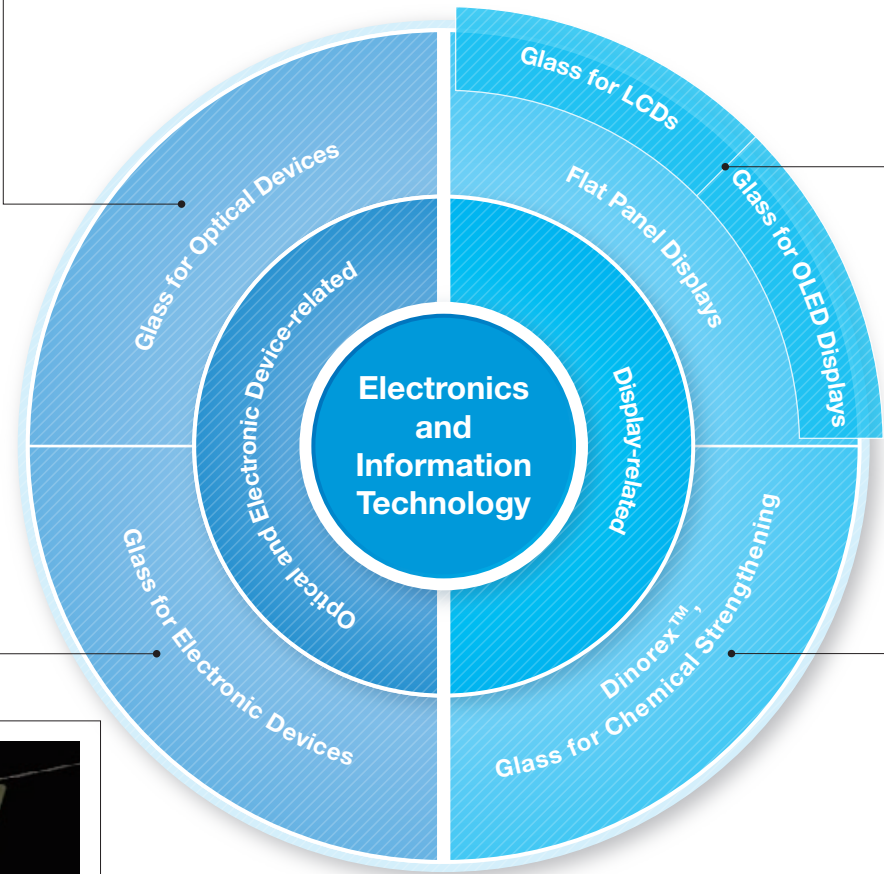 Electronics
and
Information
Technology
Optical and Electronic Device-related
Display-related
Glass for Optical Devices
Glass for Electronic Devices
Flat Panel Displays
Glass for LCDs
Glass for OLED Displays
Dinorex™,
Glass for Chemical Strengthening